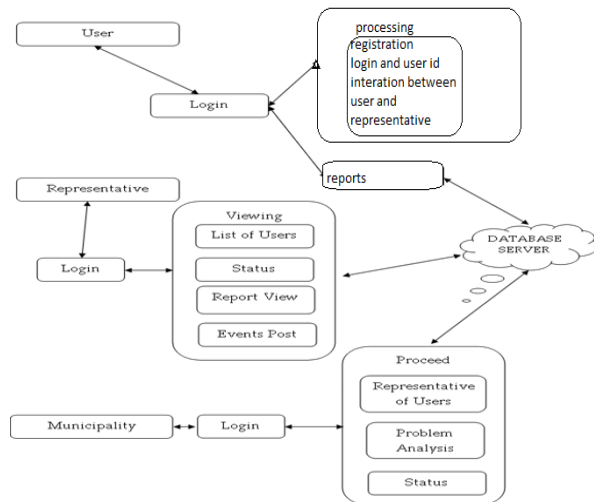 User
Login
processing
registration
login and user id
interation between
user and
representative
reports
Representative
Login
Viewing
List of Users
Status
Report View
Events Post
DATABASE
SERVER
Municipality
Login
Proceed
Representative
of Users
Problem
Analysis
Status